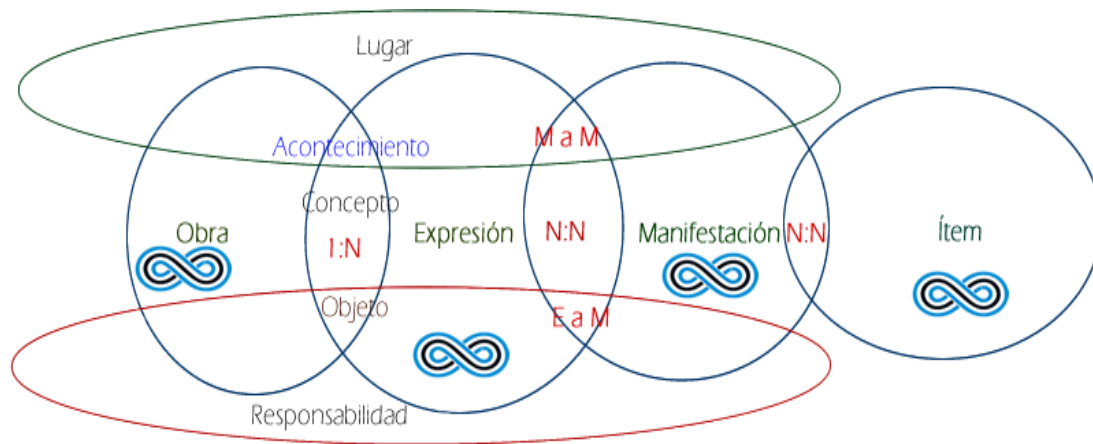 Lugar
Acontecimiento
M a M
Concepto
Obra
1:N
Expresión
N:N
Manifestación
N:N
Ítem
Objeto
E a M
Responsabilidad